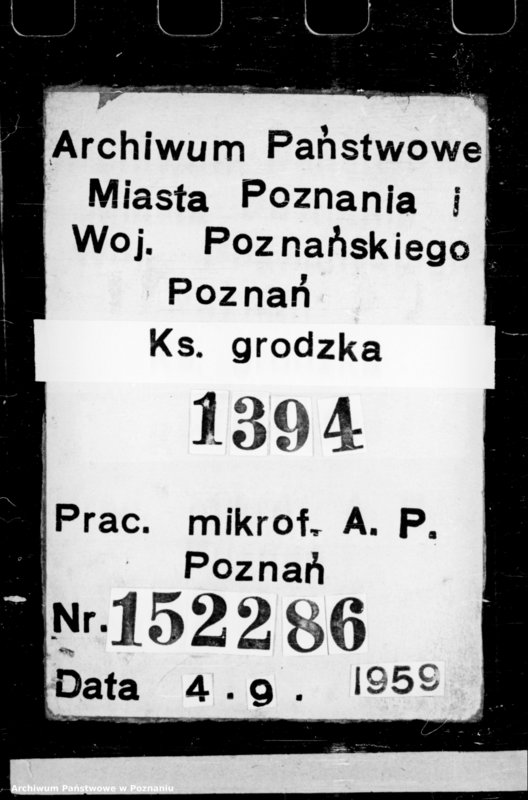 Archiwum Państwowe
Miasta Poznania i
Woj. Poznańskiego
Poznań
Ks. grodzka
1394
Prac. mikrof. A. P.
Poznań
Nr. 152286
Data 4 . 9 . 1959
Archiwum Państwowe w Poznaniu